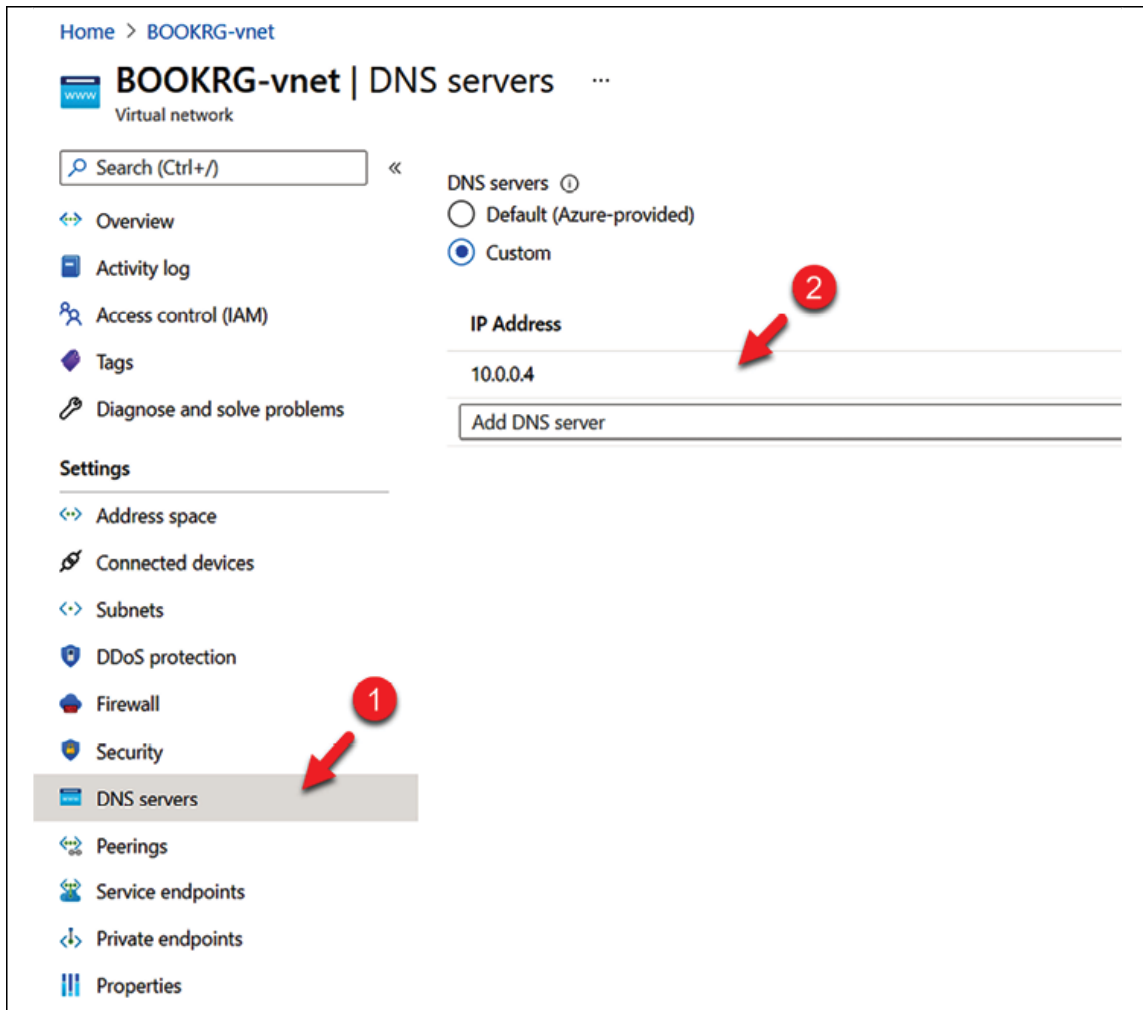 Home > BOOKRG-vnet
BOOKRG-vnet | DNS servers ...
www
Virtual network
Search (Ctrl+/)
«
Overview
Activity log
Access control (IAM)
Tags
Diagnose and solve problems
Settings
Address space
Connected devices
Subnets
DDoS protection
Firewall
1
Security
DNS servers
Peerings
Service endpoints
Private endpoints
Properties
DNS servers
Default (Azure-provided)
Custom
2
IP Address
10.0.0.4
Add DNS server